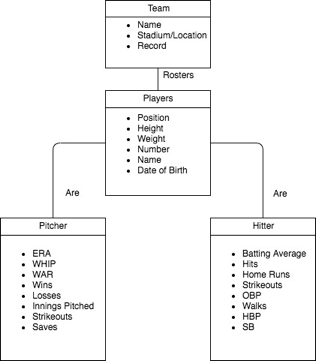 Team
Name
Stadium/Location
Record
Rosters
Players
Position
Height
Weight
Number
Name
Date of Birth
Are
Are
Pitcher
ERA
WHIP
WAR
Wins
Losses
Innings Pitched
Strikeouts
Saves
Hitter
Batting Average
Hits
Home Runs
Strikeouts
OBP
Walks
HBP
SB